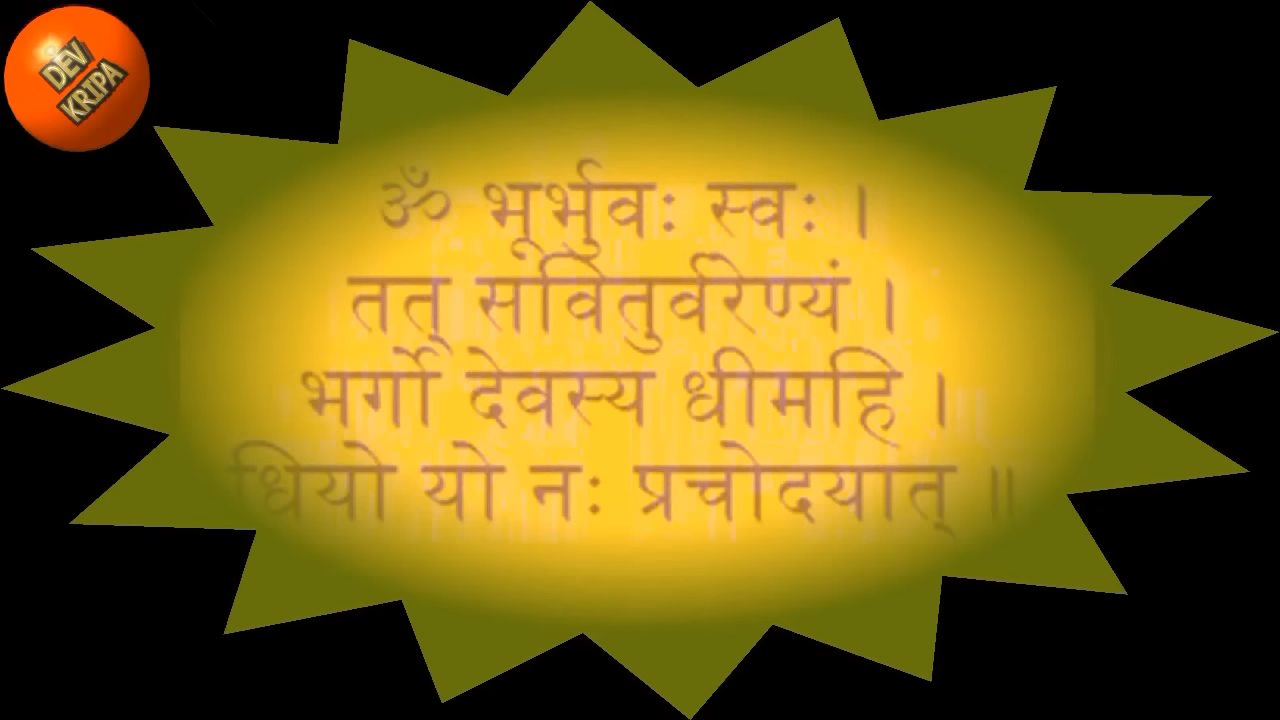 DEV
KRIPA
ॐ भूर्भुवः स्वः ।
तत् सवितुर्वरेण्यं ।
भर्गो देवस्य धीमहि ।
धियो यो नः प्रचोदयात् ॥